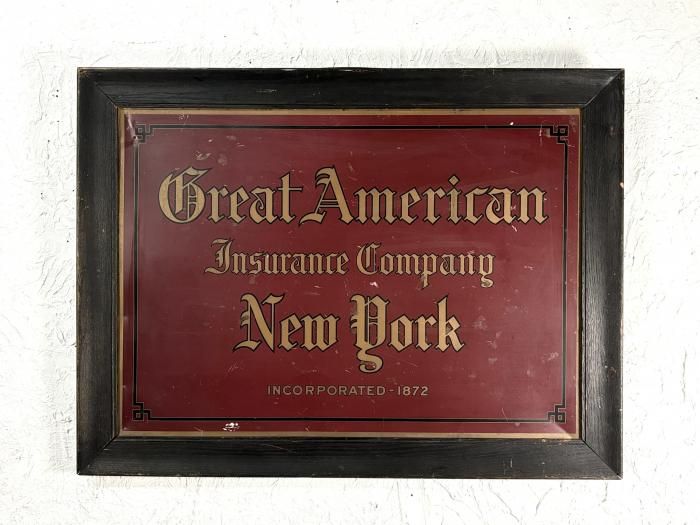 Great American
Insurance Company
New York
INCORPORATED-1872